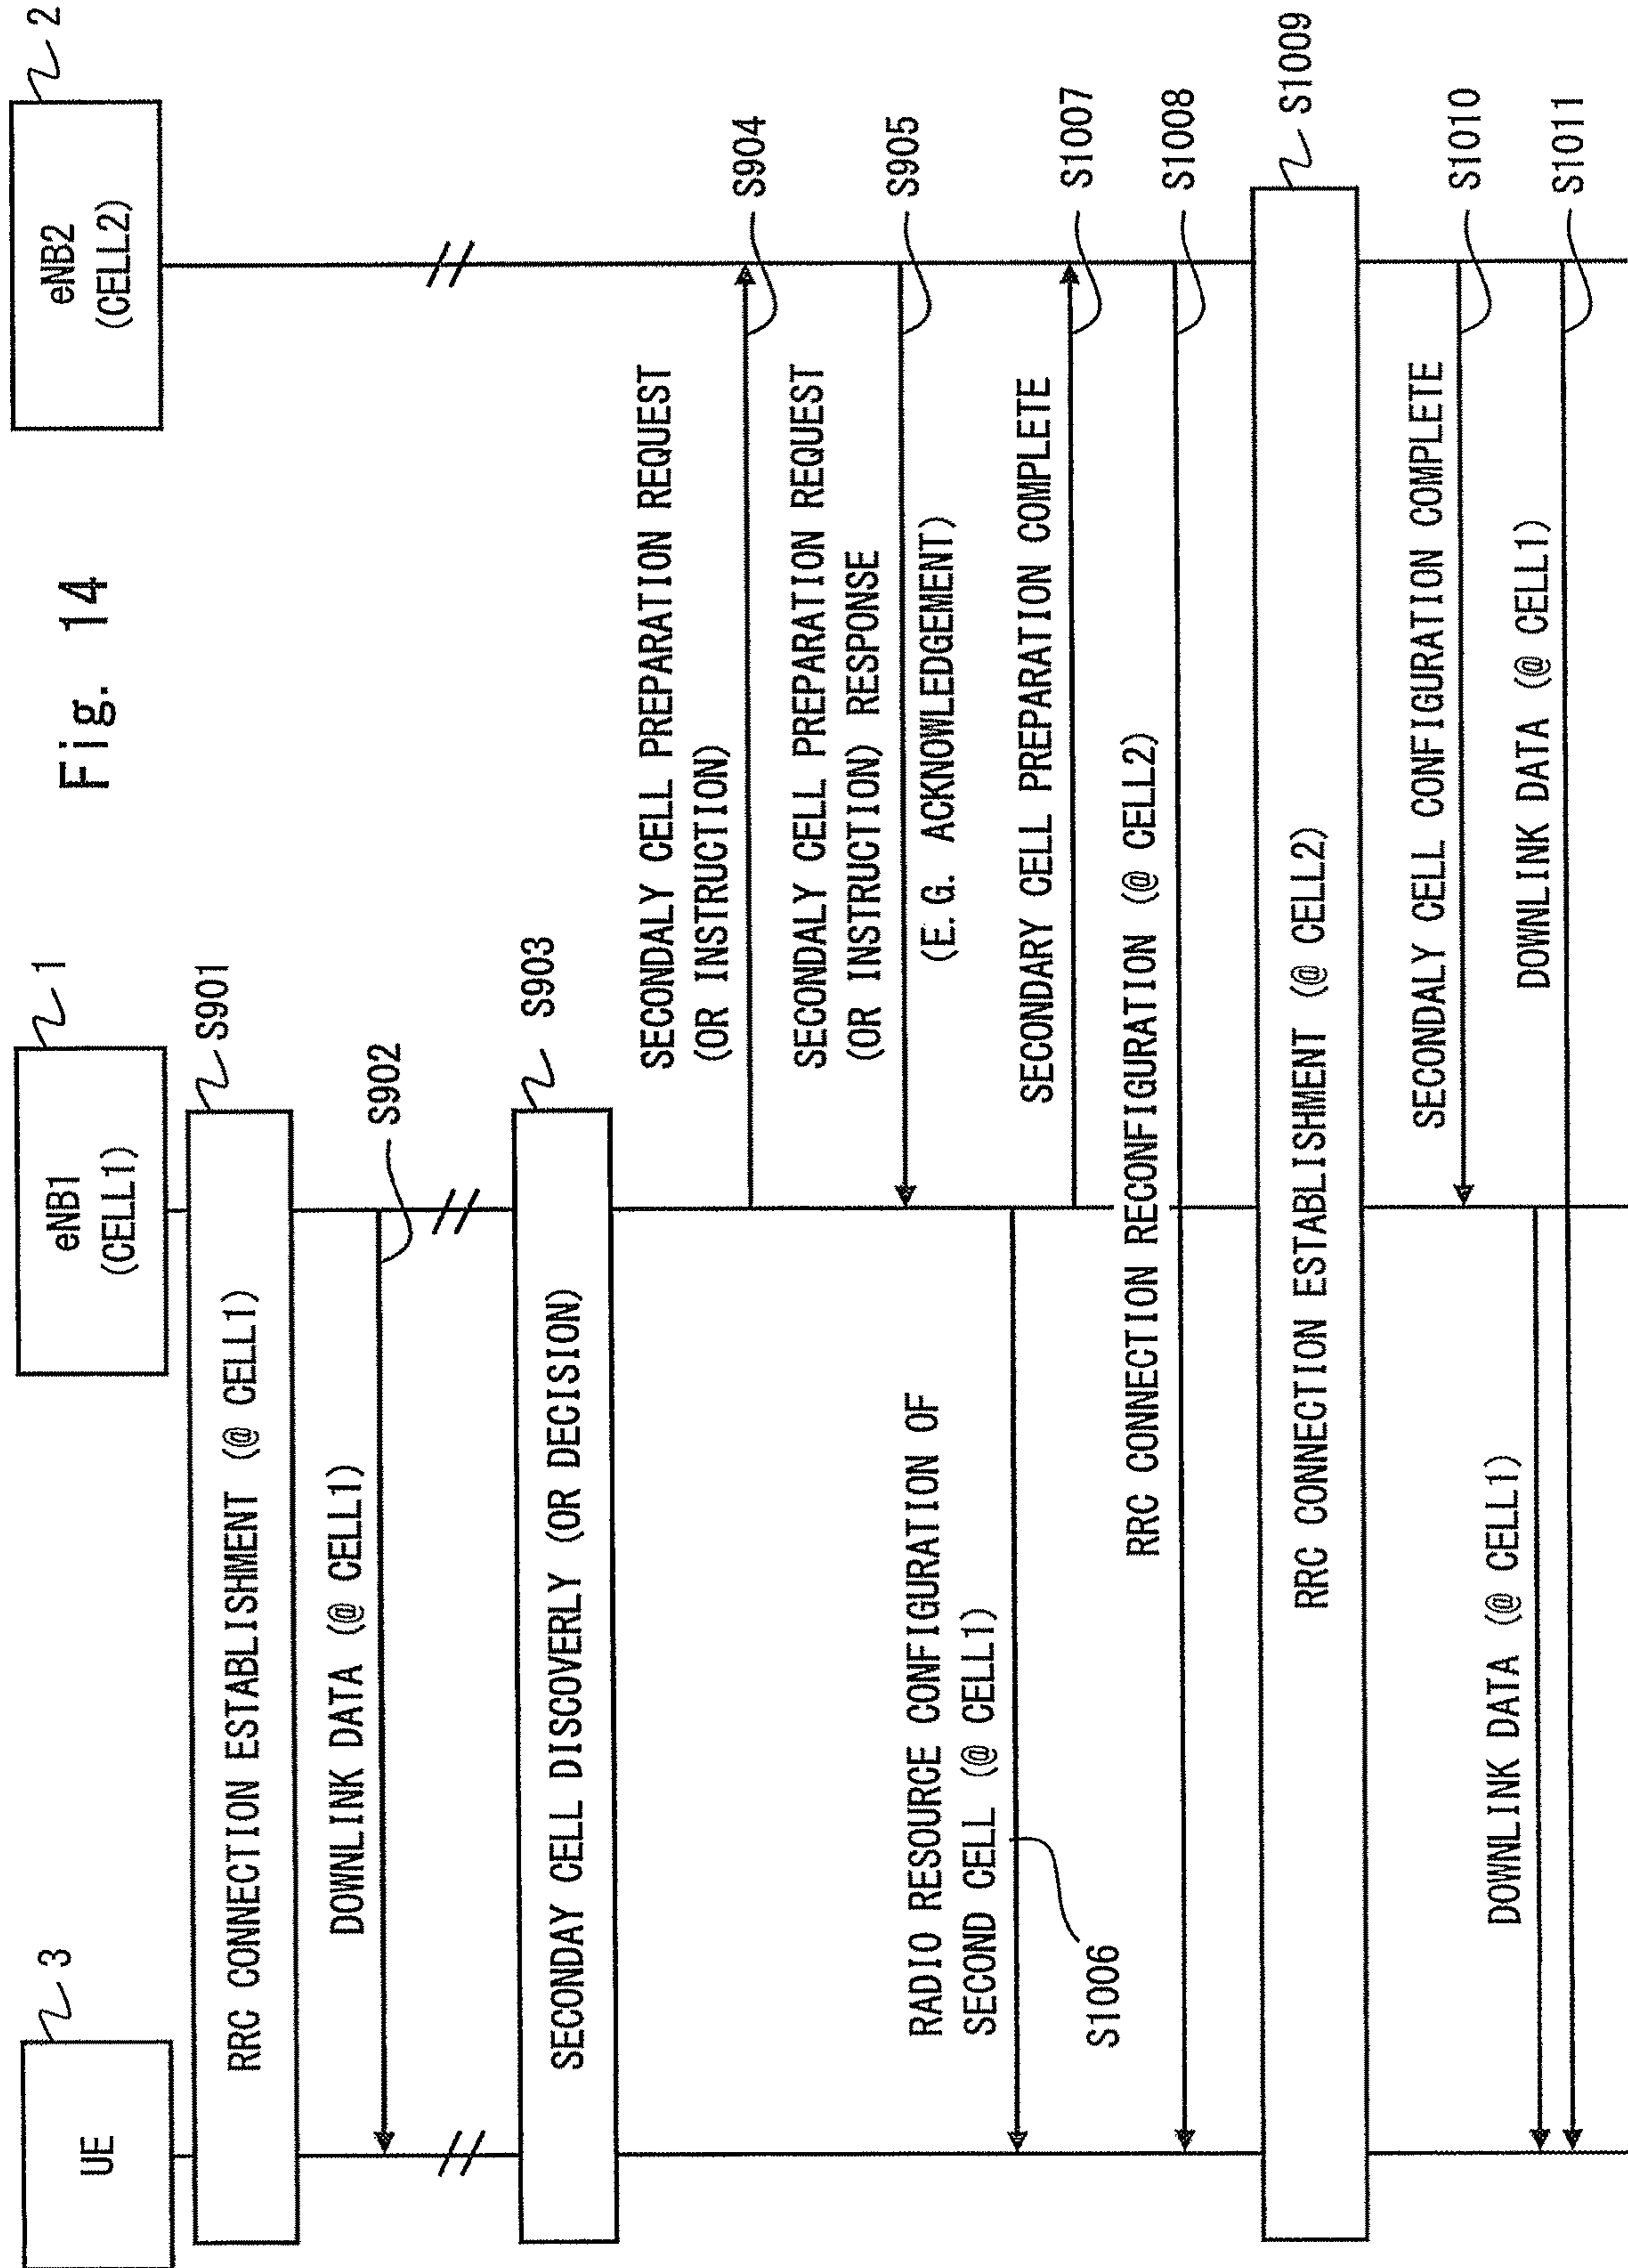 Fig. 14
UE
3
eNB1
(CELL1)
1
eNB2
(CELL2)
2
RRC CONNECTION ESTABLISHMENT (@ CELL1)
S901
DOWNLINK DATA (@ CELL1)
S902
SECONDAY CELL DISCOVERLY (OR DECISION)
S903
SECONDALY CELL PREPARATION REQUEST
(OR INSTRUCTION)
S904
SECONDALY CELL PREPARATION REQUEST
(OR INSTRUCTION) RESPONSE
(E.G. ACKNOWLEDGEMENT)
S905
RADIO RESOURCE CONFIGURATION OF
SECOND CELL (@ CELL1)
S1006
SECONDARY CELL PREPARATION COMPLETE
S1007
RRC CONNECTION RECONFIGURATION (@ CELL2)
S1008
RRC CONNECTION ESTABLISHMENT (@ CELL2)
S1009
SECONDALY CELL CONFIGURATION COMPLETE
S1010
DOWNLINK DATA (@ CELL1)
DOWNLINK DATA (@ CELL1)
S1011